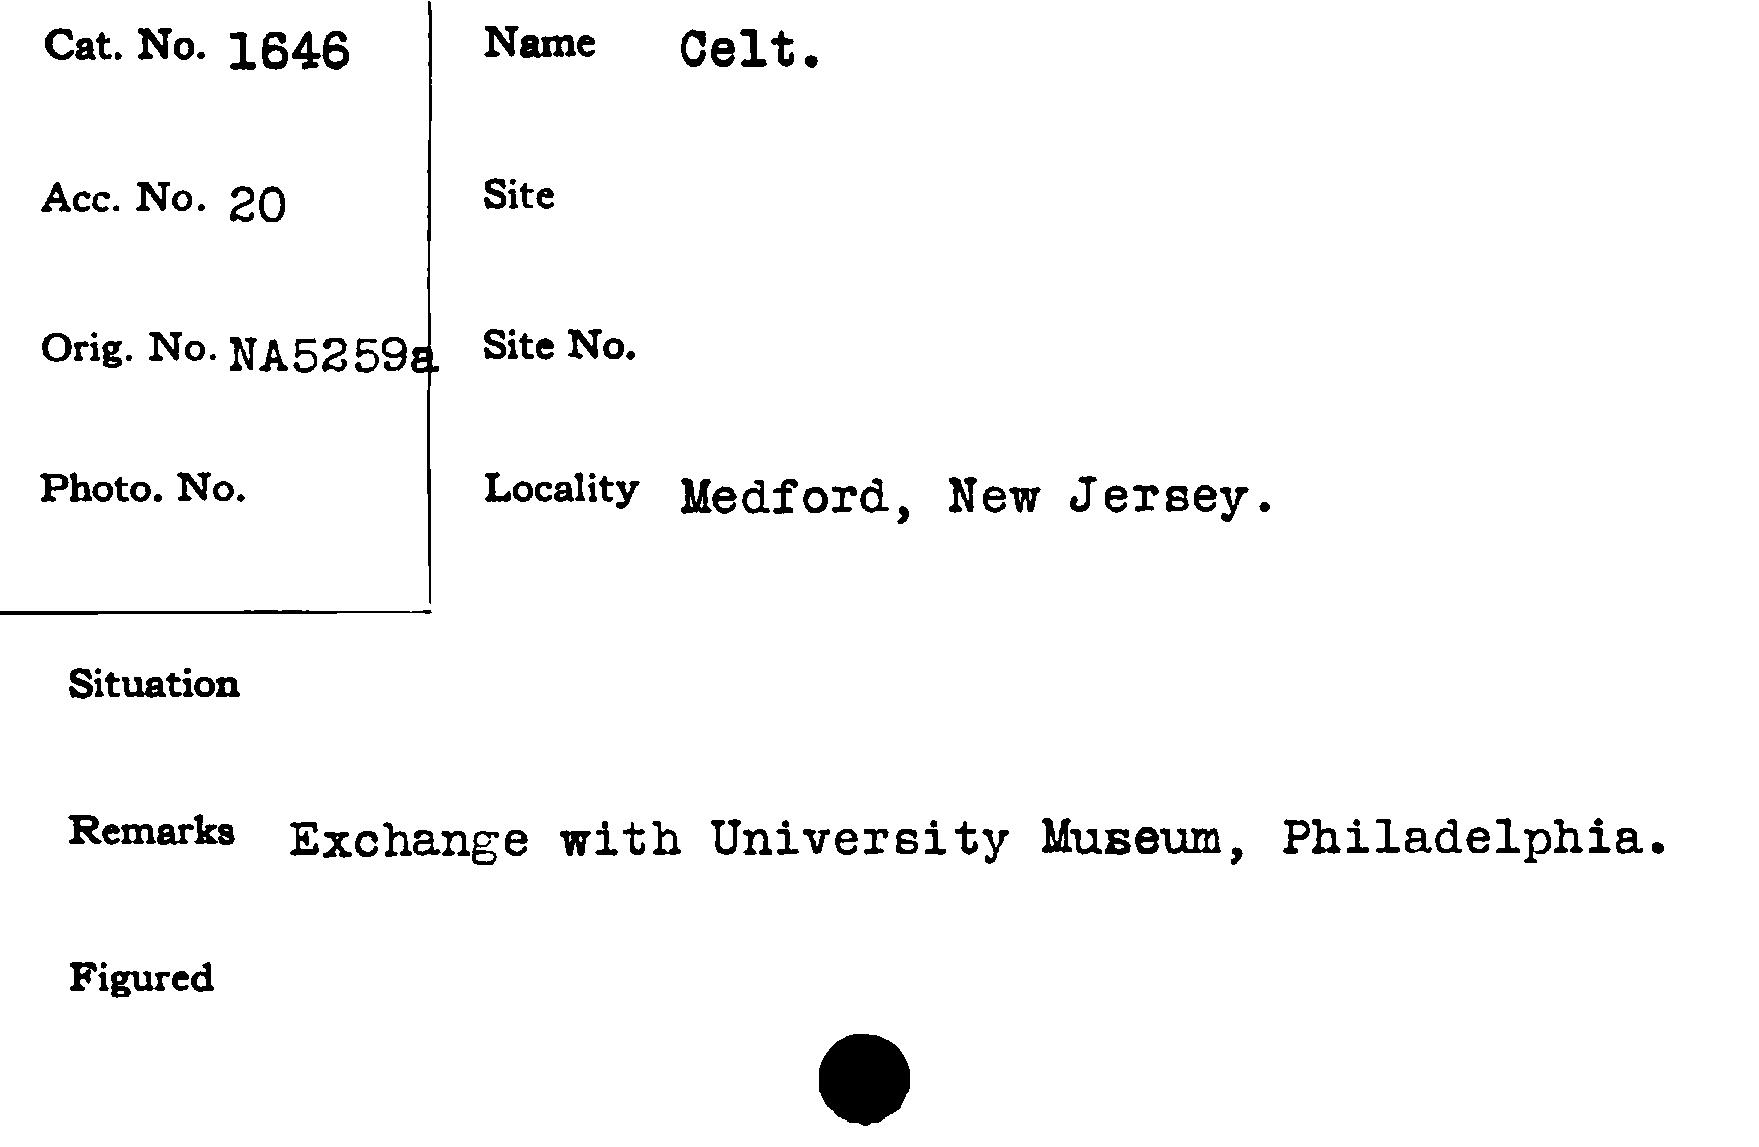 Cat. No. 1646
Name Celt.
Acc. No. 20
Site
Orig. No. NA5259a
Site No.
Photo. No.
Locality Medford, New Jersey.
Situation
Remarks Exchange with University Museum, Philadelphia.
Figured